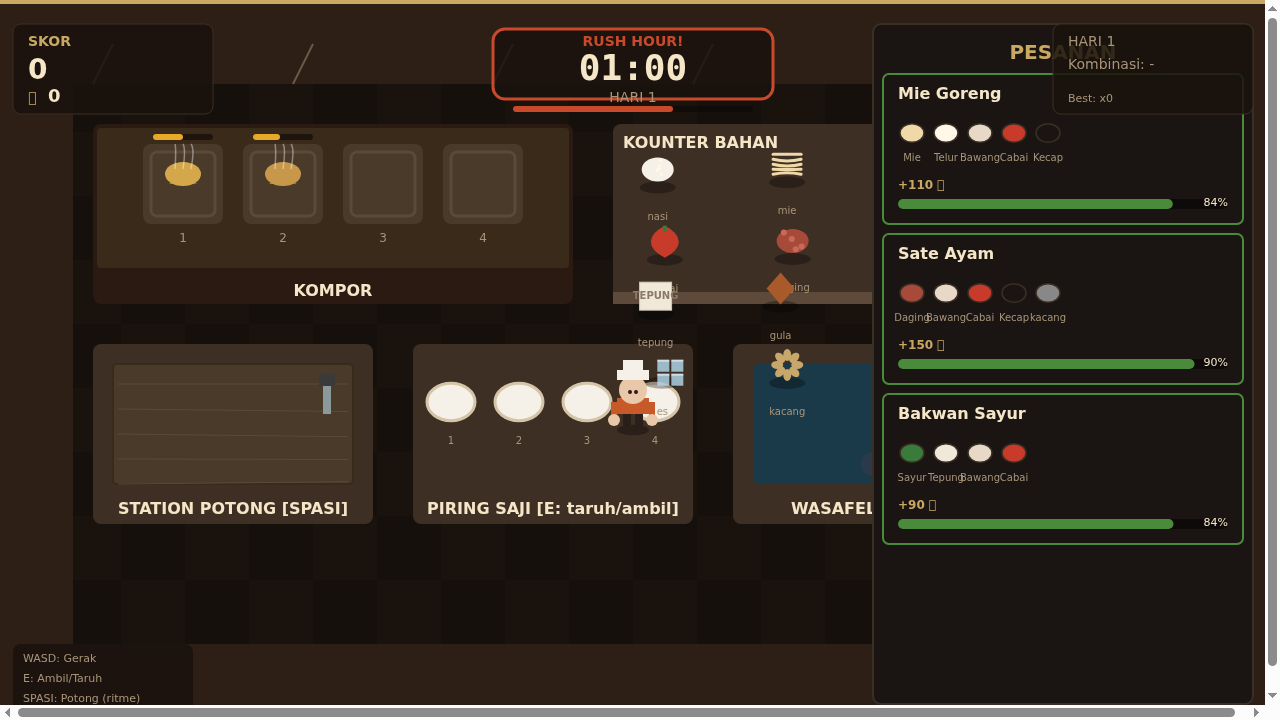 SKOR
0
0
RUSH HOUR!
01:00
HARI 1
PESANAN
HARI 1
Kombinasi: -
Best: x0
1
2
3
4
KOMPOR
KOUNTER BAHAN
nasi
mie
TEPUNG
tepung
gula
es
kacang
STATION POTONG [SPASI]
1
2
3
4
PIRING SAJI [E: taruh/ambil]
WASAFEL
Mie Goreng
Mie Telur Bawang Cabai Kecap
+110
84%
Sate Ayam
Daging Bawang Cabai Kecap kacang
+150
90%
Bakwan Sayur
Sayur Tepung Bawang Cabai
+90
84%
WASD: Gerak
E: Ambil/Taruh
SPASI: Potong (ritme)